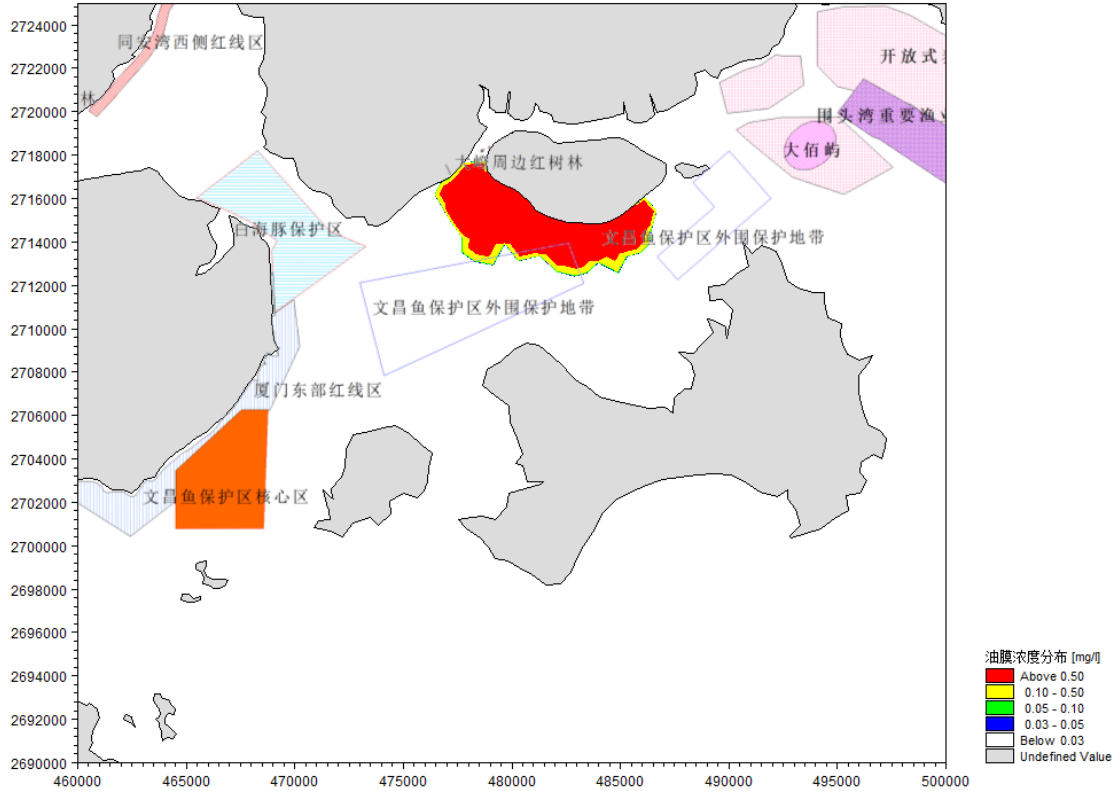 2724000
2722000
2720000
2718000
2716000
2714000
2712000
2710000
2708000
2706000
2704000
2702000
2700000
2698000
2696000
2694000
2692000
2690000
460000
465000
470000
475000
480000
485000
490000
495000
500000
同安湾西侧红线区
林
开放式
围头湾重要渔
大佰屿
大嶝周边红树林
白海豚保护区
文昌鱼保护区外围保护地带
文昌鱼保护区外围保护地带
厦门东部红线区
文昌鱼保护区核心区
油膜浓度分布 [mg/l]
Above 0.50
0.10 - 0.50
0.05 - 0.10
0.03 - 0.05
Below 0.03
Undefined Value